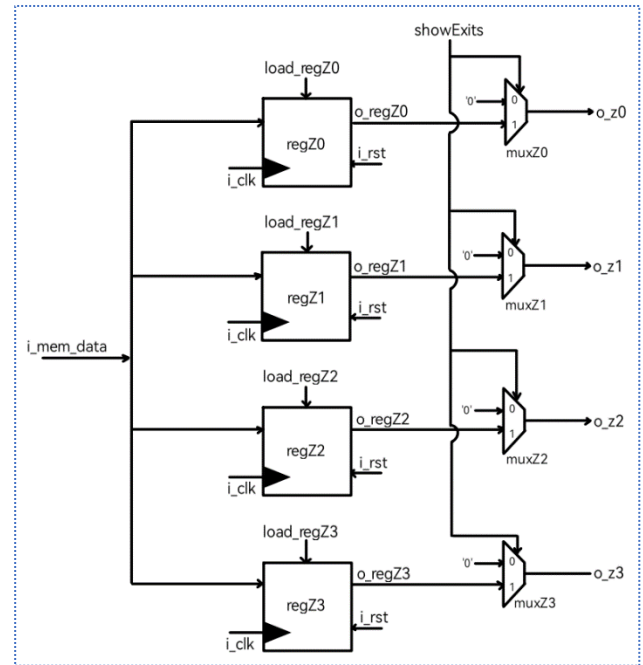 showExits
load_regZ0
o_regZ0
'0'
0
1
o_z0
regZ0
i_rst
muxZ0
i_clk
load_regZ1
o_regZ1
'0'
0
1
o_z1
regZ1
i_rst
muxZ1
i_clk
i_mem_data
load_regZ2
o_regZ2
'0'
0
1
o_z2
regZ2
i_rst
muxZ2
i_clk
load_regZ3
o_regZ3
'0'
0
1
o_z3
regZ3
i_rst
muxZ3
i_clk